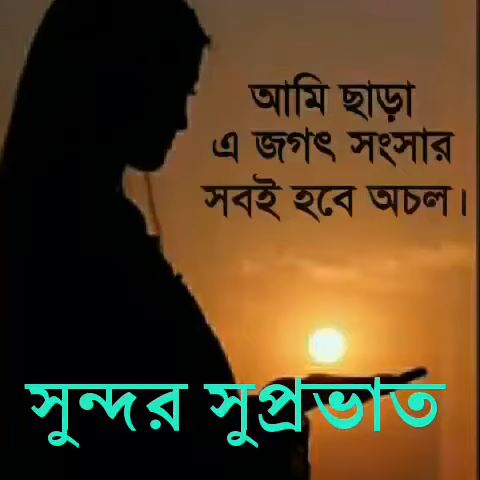 আমি ছাড়া
এ জগৎ সংসার
সবই হবে অচল।
সুন্দর সুপ্রভাত